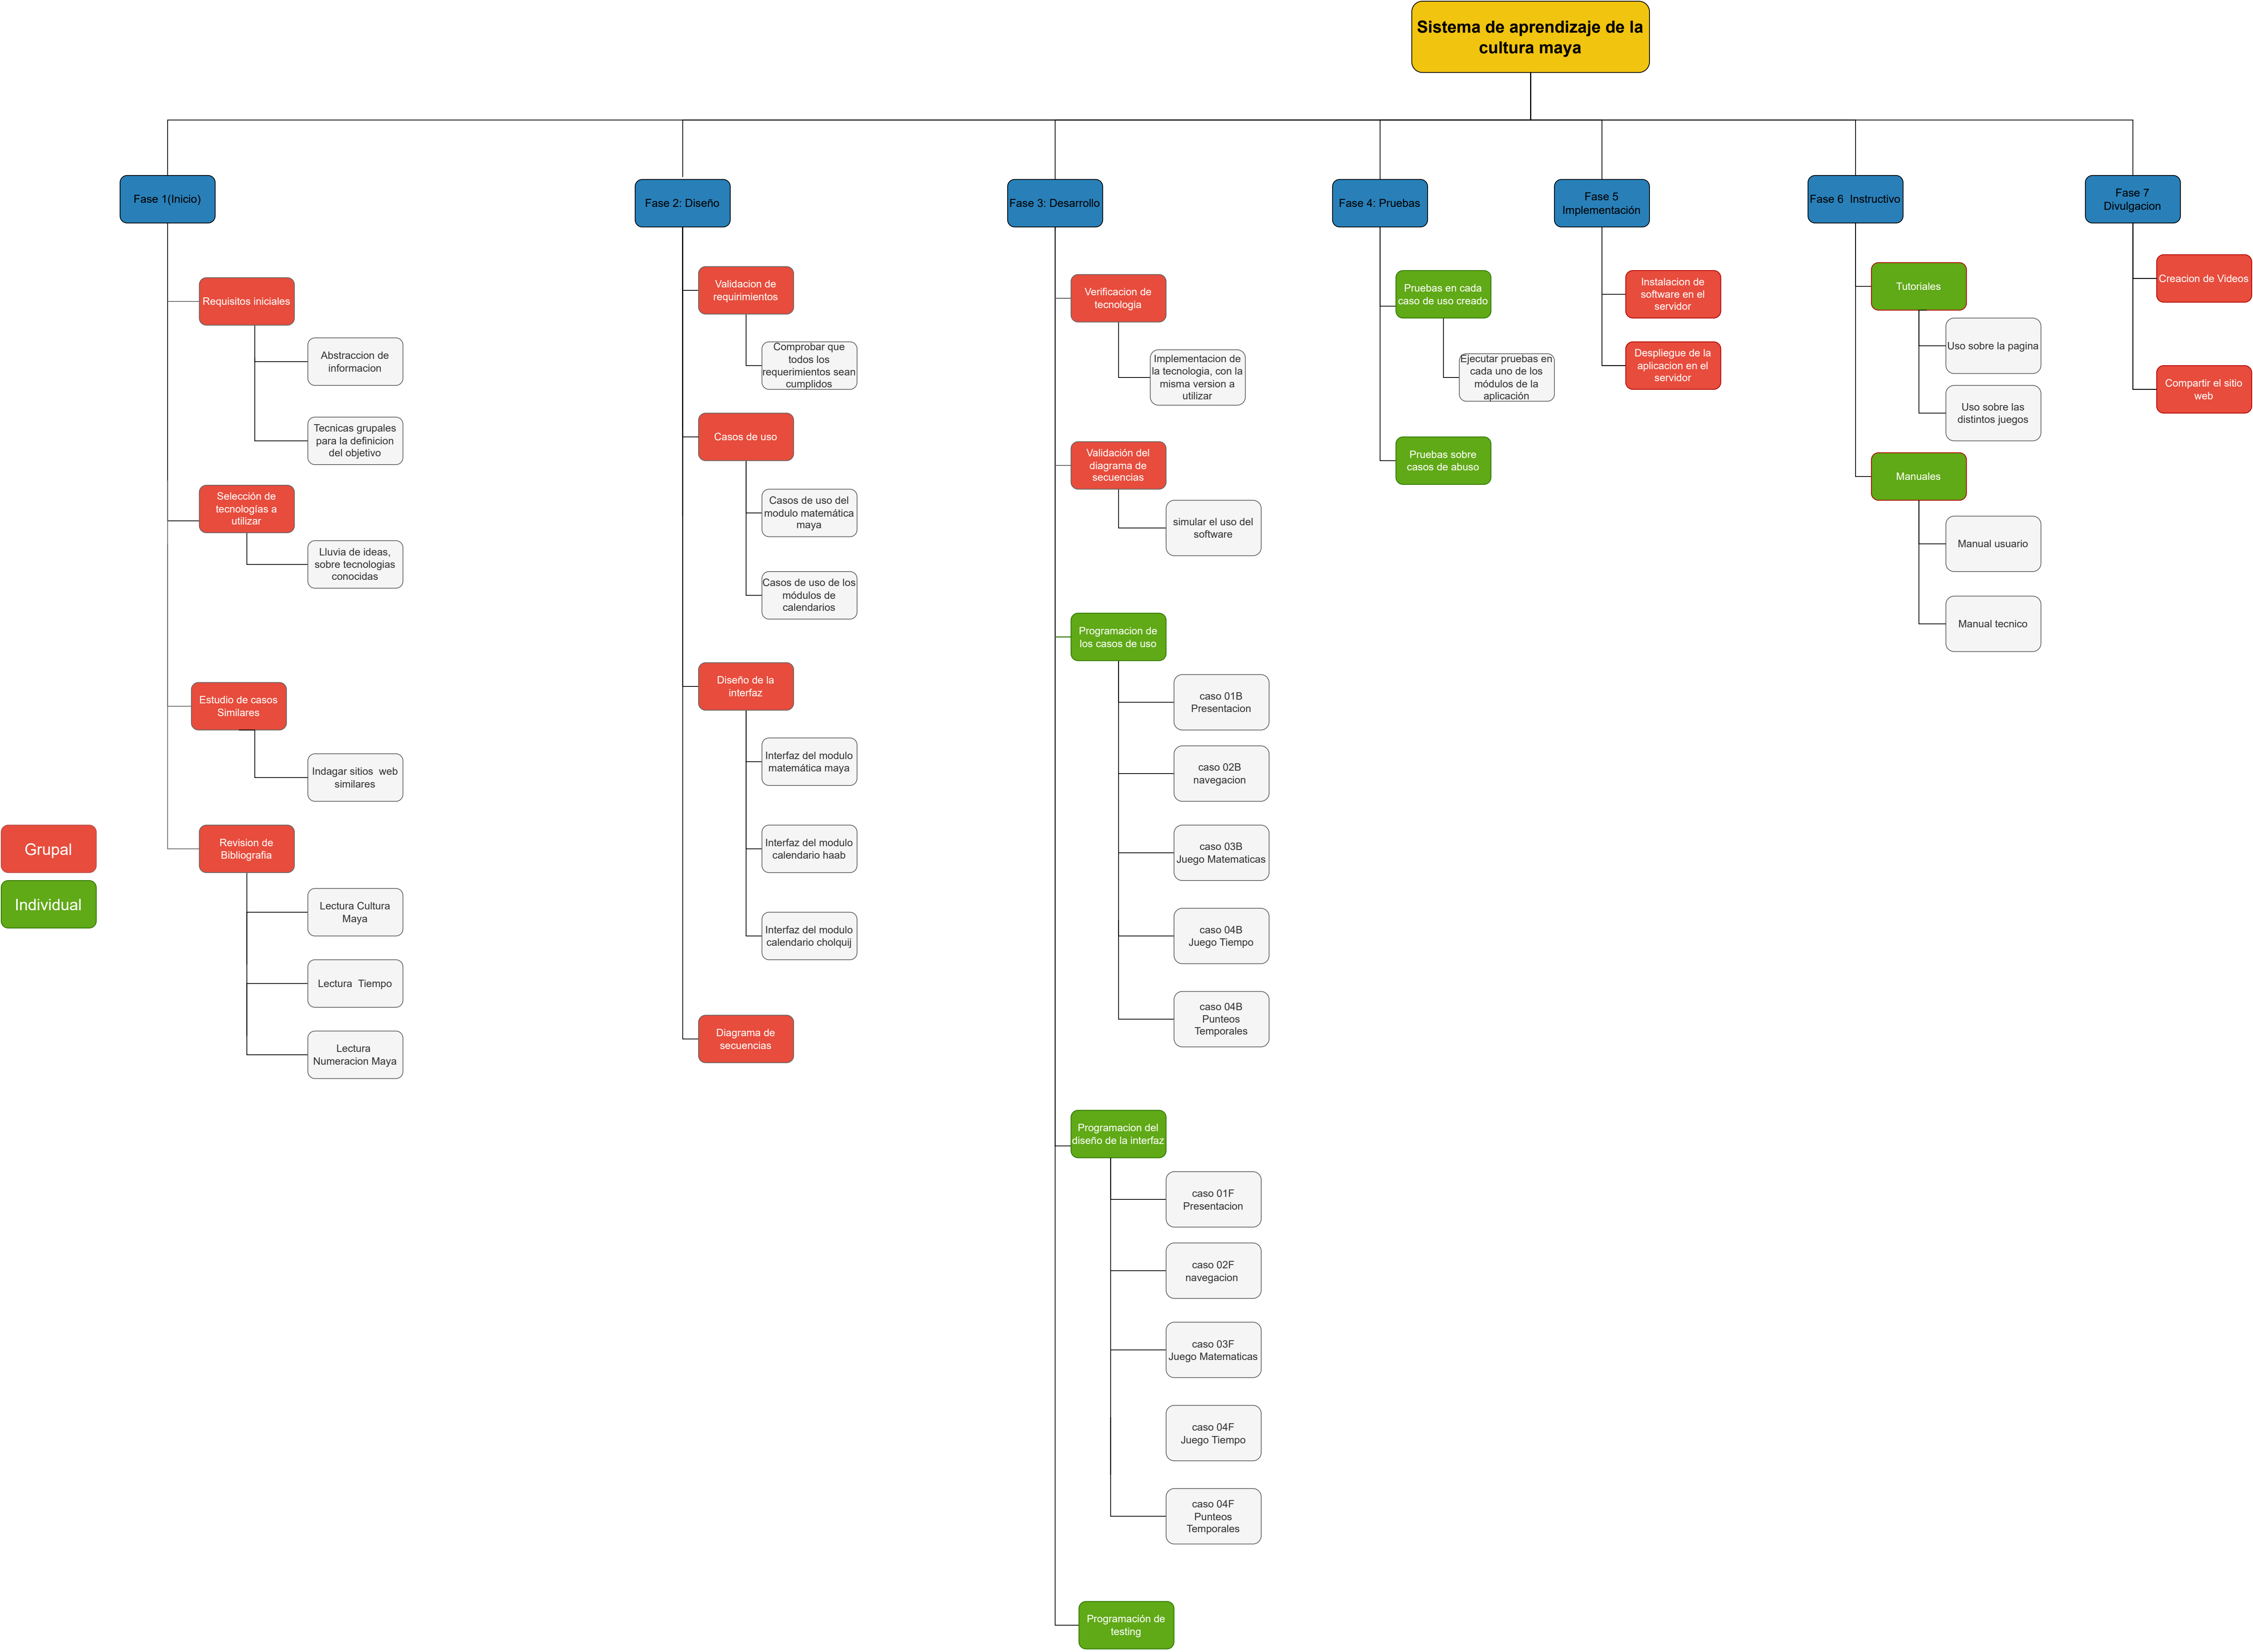 Sistema de aprendizaje de la
cultura maya
Fase 1(Inicio)
Requisitos iniciales
Abstraccion de
informacion
Tecnicas grupales
para la definicion
del objetivo
Selección de
tecnologías a
utilizar
Lluvia de ideas,
sobre tecnologias
conocidas
Estudio de casos
Similares
Indagar sitios  web
similares
Revision de
Bibliografia
Lectura Cultura
Maya
Lectura  Tiempo
Lectura
Numeracion Maya
Grupal
Individual
Fase 2: Diseño
Validacion de
requirimientos
Comprobar que
todos los
requerimientos sean
cumplidos
Casos de uso
Casos de uso del
modulo matemática
maya
Casos de uso de los
módulos de
calendarios
Diseño de la
interfaz
Interfaz del modulo
matemática maya
Interfaz del modulo
calendario haab
Interfaz del modulo
calendario cholquij
Diagrama de
secuencias
Fase 3: Desarrollo
Verificacion de
tecnologia
Implementacion de
la tecnologia, con la
misma version a
utilizar
Validación del
diagrama de
secuencias
simular el uso del
software
Programacion de
los casos de uso
caso 01B
Presentacion
caso 02B
navegacion
caso 03B
Juego Matematicas
caso 04B
Juego Tiempo
caso 04B
Punteos
Temporales
Programacion del
diseño de la interfaz
caso 01F
Presentacion
caso 02F
navegacion
caso 03F
Juego Matematicas
caso 04F
Juego Tiempo
caso 04F
Punteos
Temporales
Programación de
testing
Fase 4: Pruebas
Pruebas en cada
caso de uso creado
Ejecutar pruebas en
cada uno de los
módulos de la
aplicación
Pruebas sobre
casos de abuso
Fase 5
Implementación
Instalacion de
software en el
servidor
Despliegue de la
aplicacion en el
servidor
Fase 6  Instructivo
Tutoriales
Uso sobre la pagina
Uso sobre las
distintos juegos
Manuales
Manual usuario
Manual tecnico
Fase 7
Divulgacion
Creacion de Videos
Compartir el sitio
web